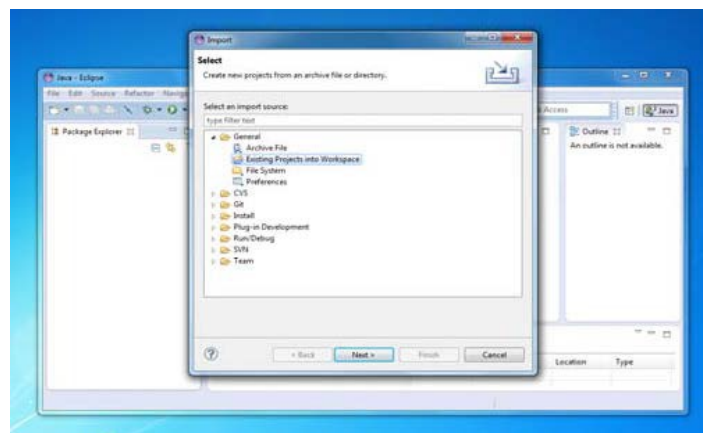 Import
Select
Create new projects from an archive file or directory.
Java - Eclipse
File Edit Source Refactor Navigate
Select an import source:
type filter text
Access
Java
Package Explorer
General
Archive File
Existing Projects into Workspace
File System
Preferences
CVS
Git
Install
Plug-in Development
Run/Debug
SVN
Team
Outline
An outline is not available.
< Back Next > Finish Cancel
Location Type